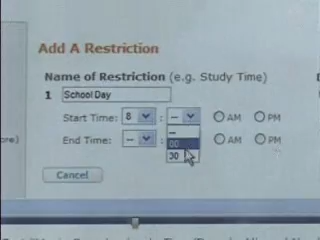 Add A Restriction
Name of Restriction (e.g. Study Time)
1 School Day
Start Time: 8 : -- AM PM
--
00
30
End Time: -- : AM PM
Cancel